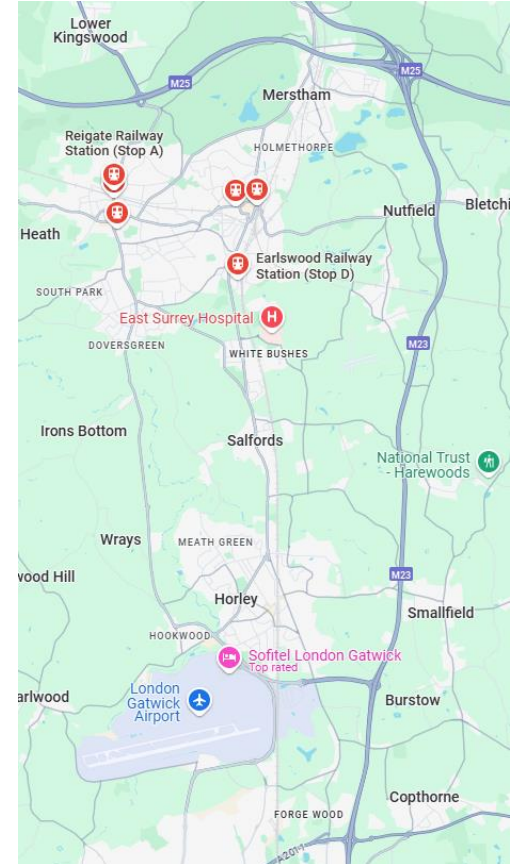 Lower
Kingswood
M25
M25
Merstham
Reigate Railway
Station (Stop A)
HOLMETHORPE
Nutfield
Bletchi
Heath
Earlswood Railway
Station (Stop D)
SOUTH PARK
East Surrey Hospital
H
DOVERSGREEN
WHITE BUSHES
M23
Irons Bottom
Salfords
National Trust
- Harewoods
Wrays
MEATH GREEN
wood Hill
M23
Horley
Smallfield
HOOKWOOD
Sofitel London Gatwick
Top rated
London
Gatwick
Airport
arlwood
Burstow
Copthorne
FORGE WOOD
A2011